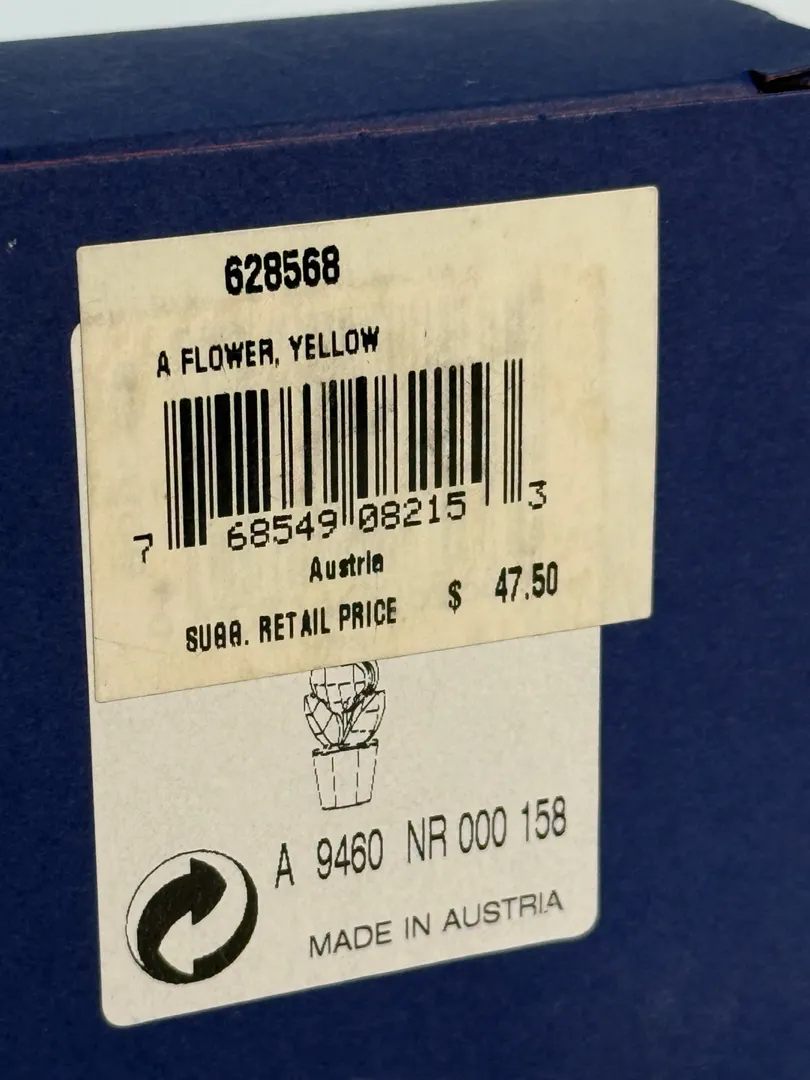 628568
A FLOWER, YELLOW
7 68549 08215 3
Austria
SUGG. RETAIL PRICE $ 47.50
A 9460 NR 000 158
MADE IN AUSTRIA